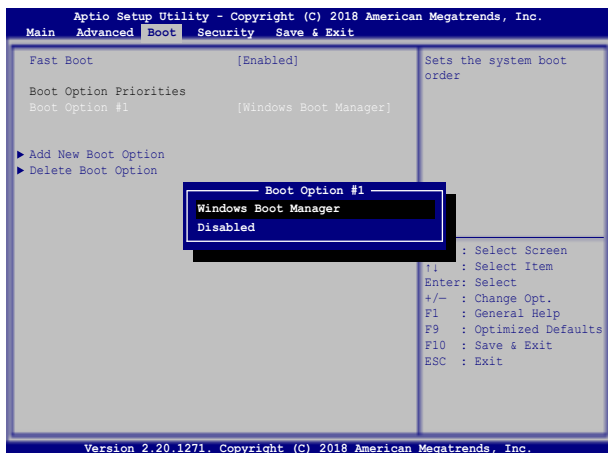 Aptio Setup Utility - Copyright (C) 2018 American Megatrends, Inc.
Main Advanced Boot Security Save & Exit
Fast Boot [Enabled]
Boot Option Priorities
Boot Option #1 [Windows Boot Manager]
▶ Add New Boot Option
▶ Delete Boot Option
Boot Option #1
Windows Boot Manager
Disabled
Sets the system boot
order
: Select Screen
↑↓ : Select Item
Enter: Select
+/— : Change Opt.
F1 : General Help
F9 : Optimized Defaults
F10 : Save & Exit
ESC : Exit
Version 2.20.1271. Copyright (C) 2018 American Megatrends, Inc.